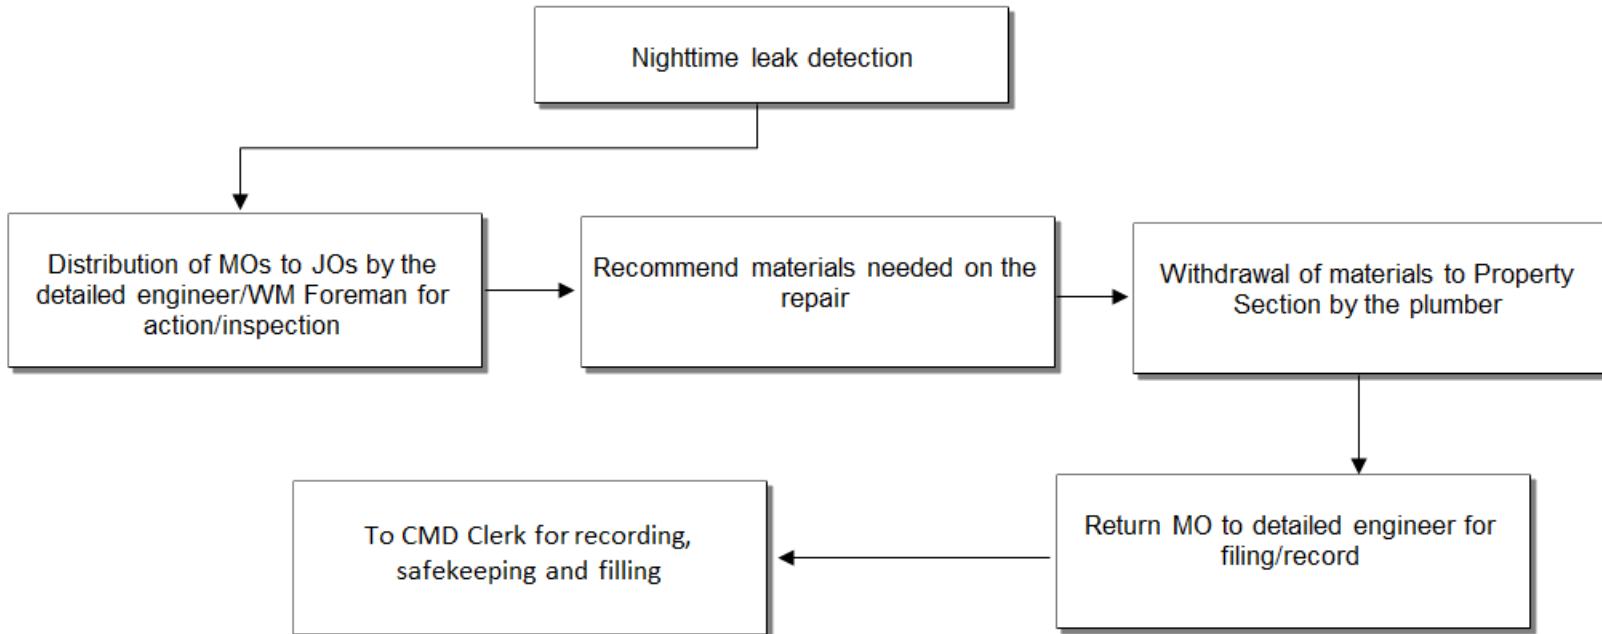 Nighttime leak detection
Distribution of MOs to JOs by the
detailed engineer/WM Foreman for
action/inspection
Recommend materials needed on the
repair
Withdrawal of materials to Property
Section by the plumber
Return MO to detailed engineer for
filing/record
To CMD Clerk for recording,
safekeeping and filling